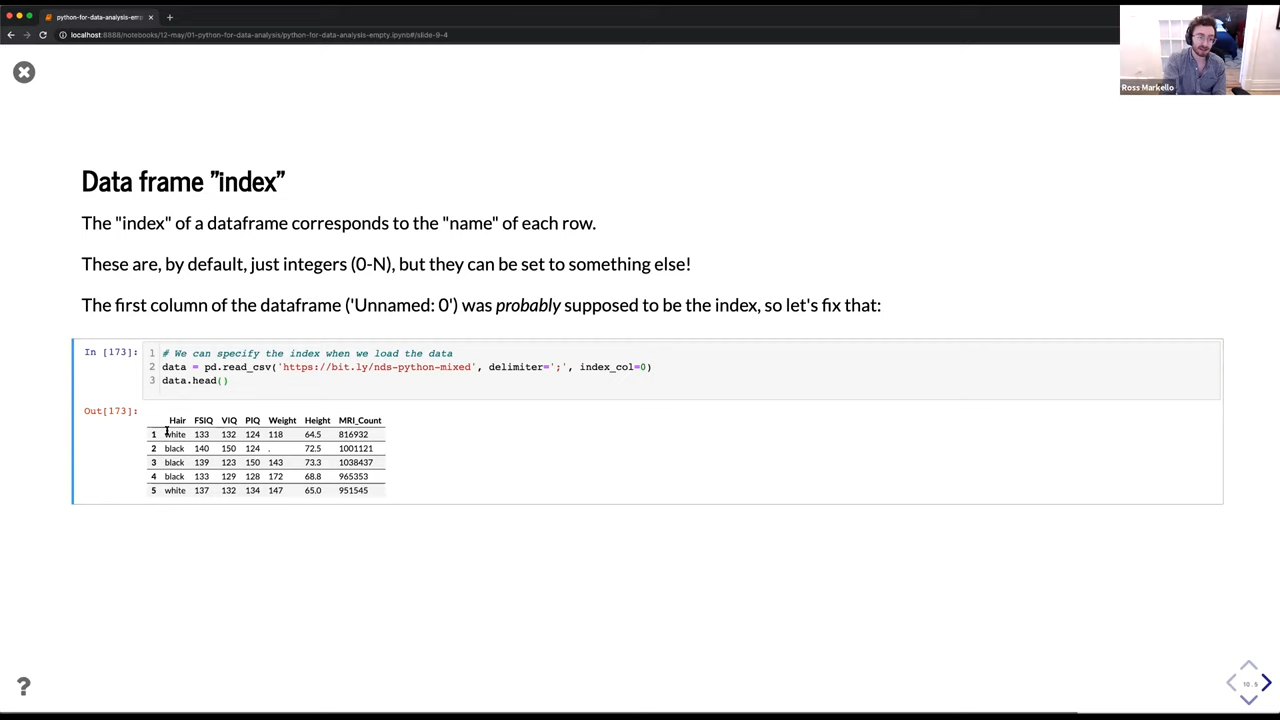 python-for-data-analysis-emp
localhost:8888/notebooks/12-may/01-python-for-data-analysis/python-for-data-analysis-empty.ipynb#/slide-9-4
Ross Markello
Data frame "index"
The "index" of a dataframe corresponds to the "name" of each row.
These are, by default, just integers (0-N), but they can be set to something else!
The first column of the dataframe ('Unnamed: 0') was probably supposed to be the index, so let's fix that:
In [173]:
1 # We can specify the index when we load the data
2 data = pd.read_csv('https://bit.ly/nds-python-mixed', delimiter=';', index_col=0)
3 data.head()
Out[173]:
Hair FSIQ VIQ PIQ Weight Height MRI_Count
1 white 133 132 124 118 64.5 816932
2 black 140 150 124 . 72.5 1001121
3 black 139 123 150 143 73.3 1038437
4 black 133 129 128 172 68.8 965353
5 white 137 132 134 147 65.0 951545
?
10.5